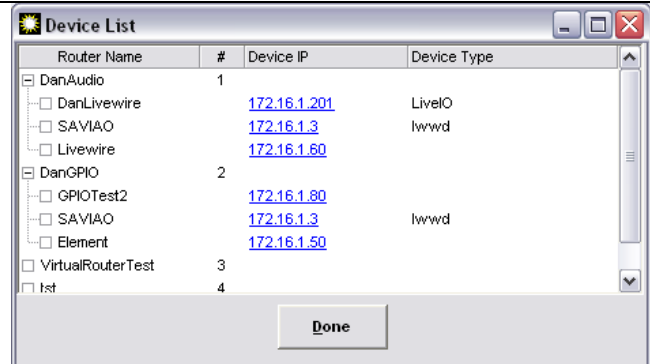 Device List
Router Name # Device IP Device Type
DanAudio 1
DanLivewire 172.16.1.201 LiveIO
SAVIAO 172.16.1.3 lwwd
Livewire 172.16.1.60
DanGPIO 2
GPIOTest2 172.16.1.80
SAVIAO 172.16.1.3 lwwd
Element 172.16.1.50
VirtualRouterTest 3
tst 4
Done